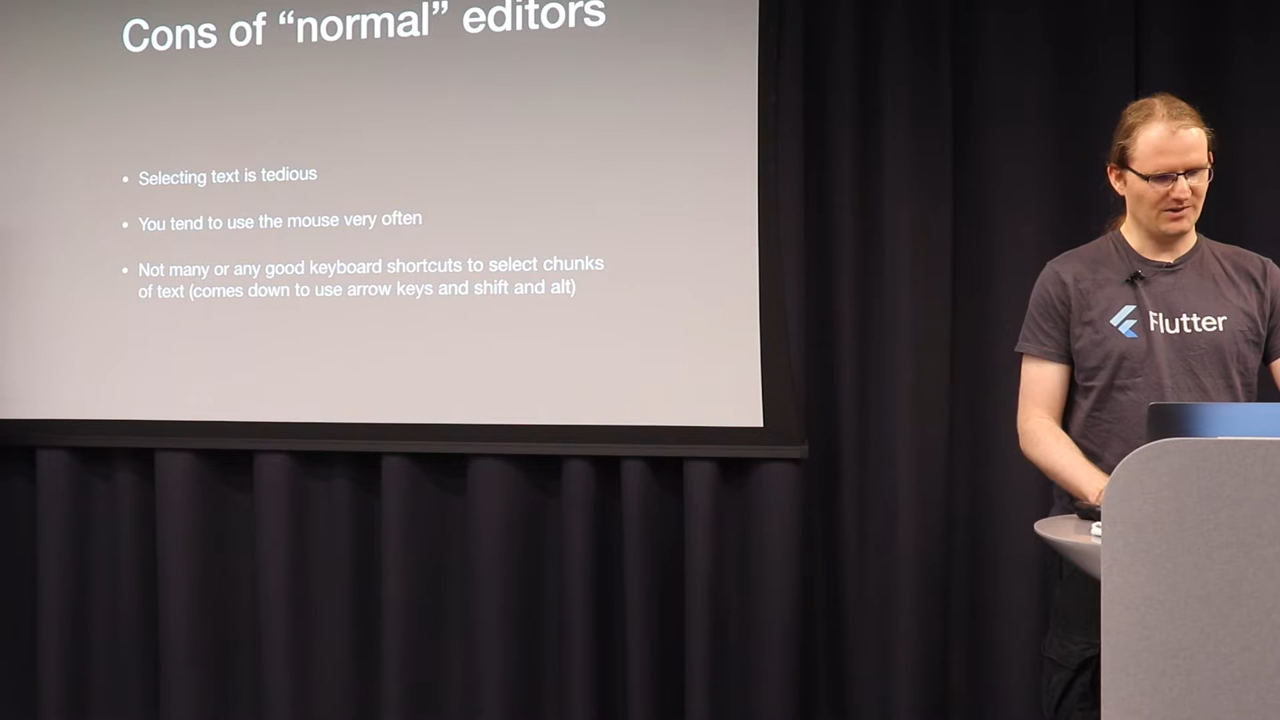 Cons of “normal” editors
• Selecting text is tedious
• You tend to use the mouse very often
• Not many or any good keyboard shortcuts to select chunks
of text (comes down to use arrow keys and shift and alt)
Flutter